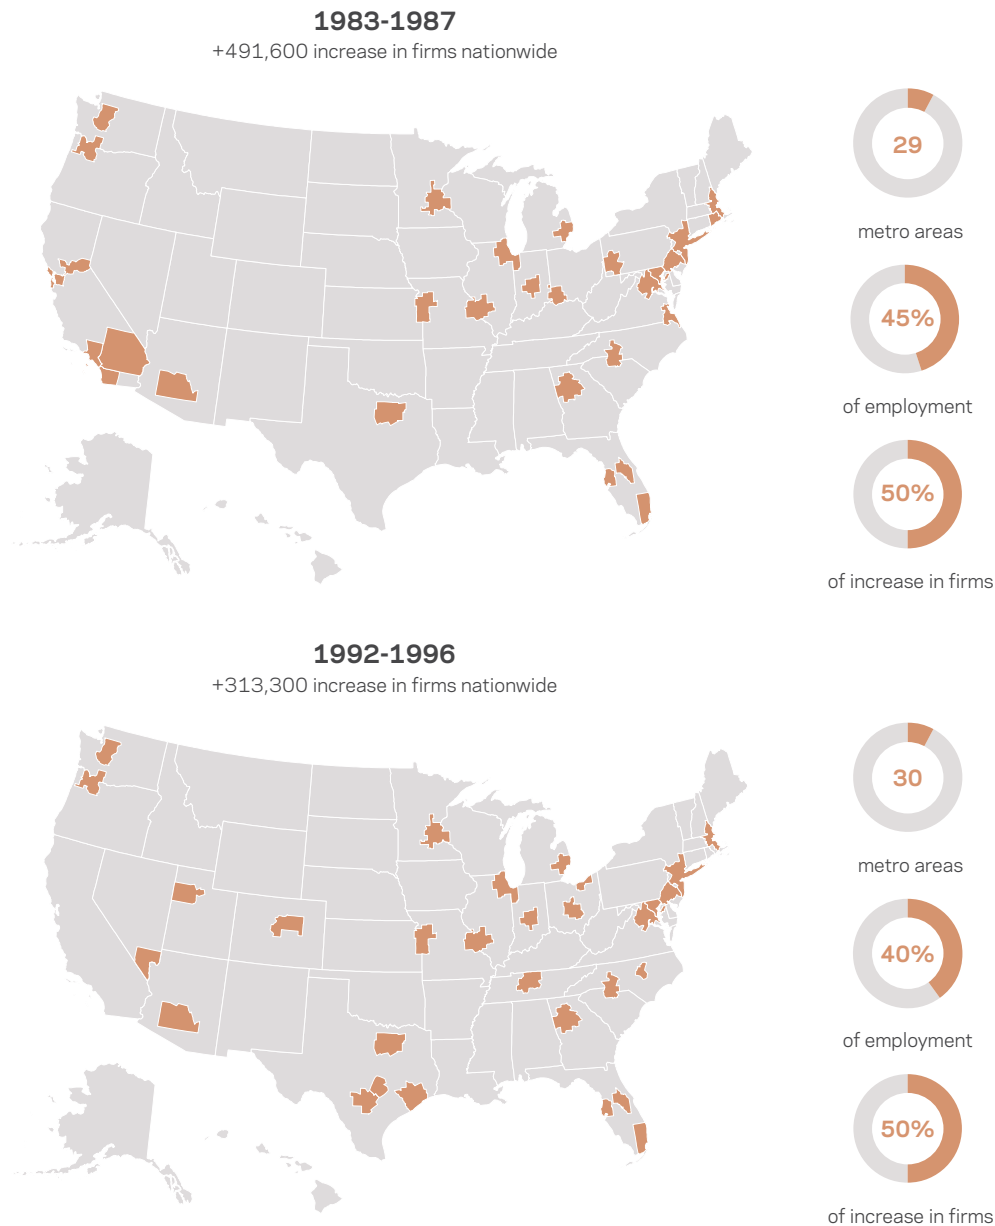 1983-1987
+491,600 increase in firms nationwide
29
metro areas
45%
of employment
50%
of increase in firms
1992-1996
+313,300 increase in firms nationwide
30
metro areas
40%
of employment
50%
of increase in firms